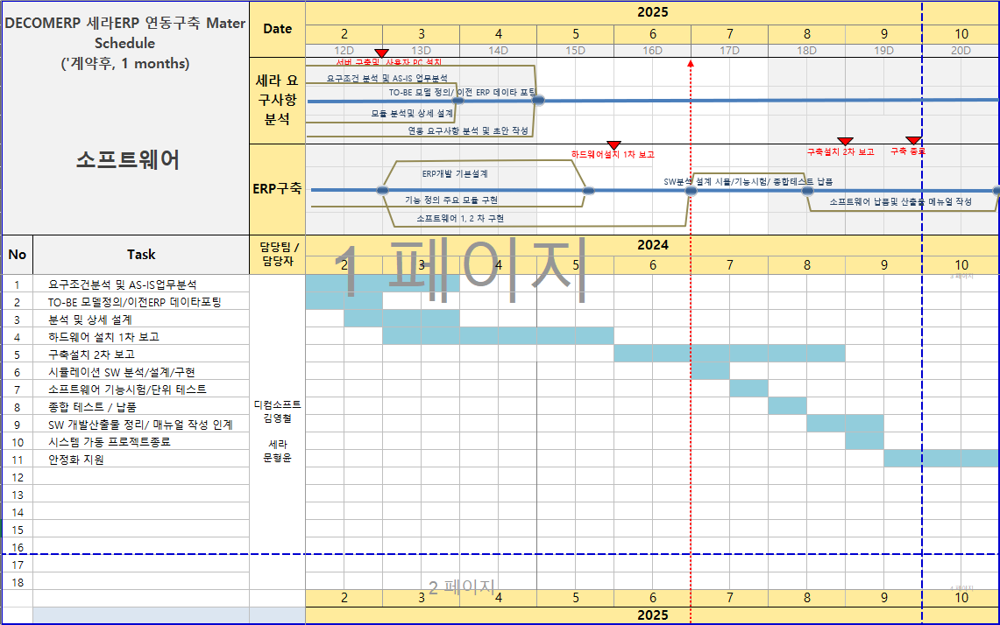 DECOMERP 세라ERP 연동구축 Mater
Schedule
('계약후, 1 months)
소프트웨어
Date
2025
2 3 4 5 6 7 8 9 10
12D 13D 14D 15D 16D 17D 18D 19D 20D
세라 요
구사항
분석
서버 구축및 사용자 PC 설치
요구조건 분석 및 AS-IS 업무분석
TO-BE 모델 정의/ 이전 ERP 데이타 포팅
모듈 분석및 상세 설계
연동 요구사항 분석 및 초안 작성
ERP구축
하드웨어설치 1차 보고
구축설치 2차 보고
구축 종료
ERP개발 기본설계
SW분석 설계 시뮬/기능시험/ 종합테스트 납품
기능 정의 주요 모듈 구현
소프트웨어 납품및 산출물 메뉴얼 작성
소프트웨어 1, 2 차 구현
No Task
담당팀 /
담당자
2024
2 3 4 5 6 7 8 9 10
1 페이지
3 페이지
1 요구조건분석 및 AS-IS업무분석
2 TO-BE 모델정의/이전ERP 데이타포팅
3 분석 및 상세 설계
4 하드웨어 설치 1차 보고
5 구축설치 2차 보고
6 시뮬레이션 SW 분석/설계/구현
7 소프트웨어 기능시험/단위 테스트
8 종합 테스트 / 납품
9 SW 개발산출물 정리/ 매뉴얼 작성 인계
10 시스템 가동 프로젝트종료
11 안정화 지원
12
13
14
15
16
17
18
디컴소프트
김영철
세라
문형윤
2 페이지
4 페이지
2 3 4 5 6 7 8 9 10
2025